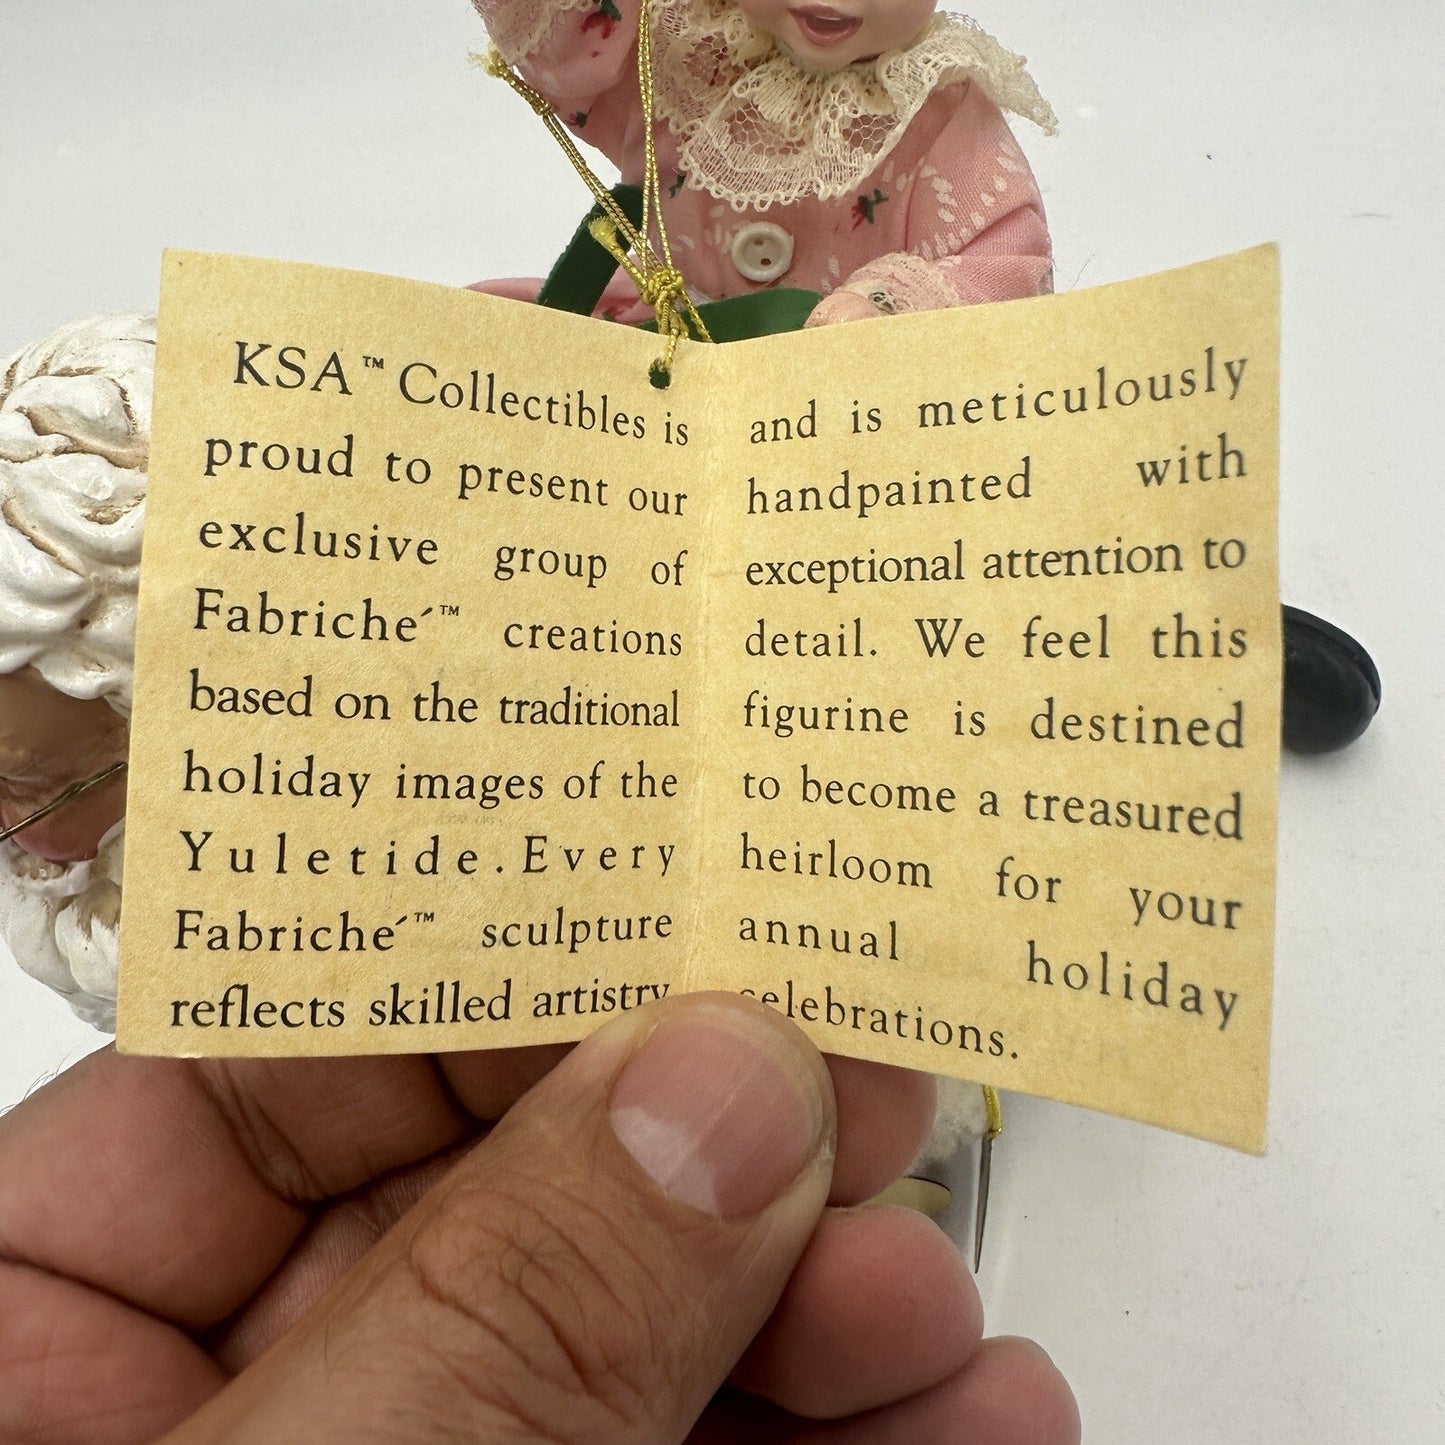 KSA™ Collectibles is
proud to present our
exclusive group of
Fabriche´™ creations
based on the traditional
holiday images of the
Yuletide. Every
Fabriche´™ sculpture
reflects skilled artistry
and is meticulously
handpainted with
exceptional attention to
detail. We feel this
figurine is destined
to become a treasured
heirloom for your
annual holiday
celebrations.